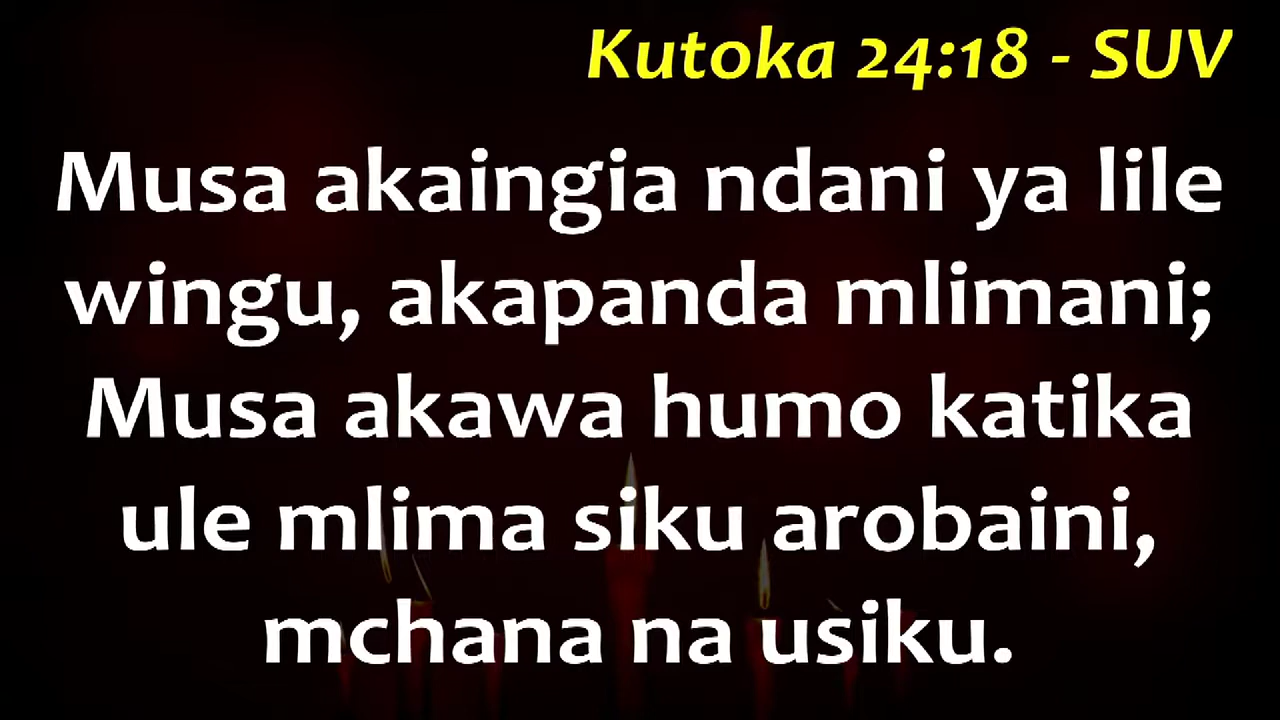 Kutoka 24:18 - SUV
Musa akaingia ndani ya lile
wingu, akapanda mlimani;
Musa akawa humo katika
ule mlima siku arobaini,
mchana na usiku.